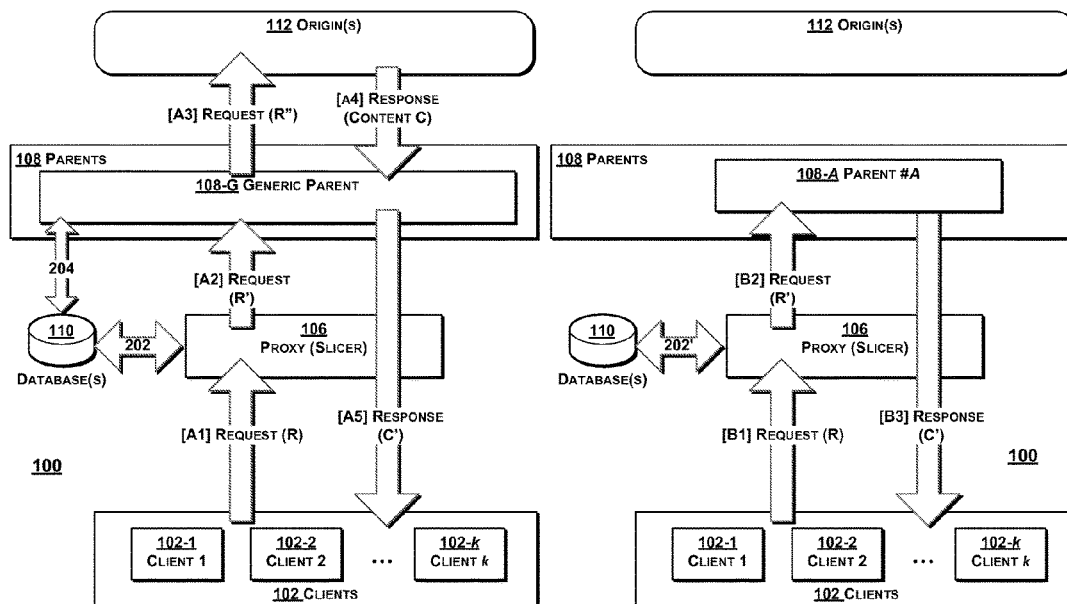 112 ORIGIN(S)
[A3] REQUEST (R")
[A4] RESPONSE
(CONTENT C)
108 PARENTS
108-G GENERIC PARENT
204
[A2] REQUEST
(R')
110
202
106
PROXY (SLICER)
DATABASE(S)
[A1] REQUEST (R)
[A5] RESPONSE
(C')
100
102-1
CLIENT 1
102-2
CLIENT 2
...
102-k
CLIENT k
102 CLIENTS
112 ORIGIN(S)
108 PARENTS
108-A PARENT #A
[B2] REQUEST
(R')
110
202'
106
PROXY (SLICER)
DATABASE(S)
[B1] REQUEST (R)
[B3] RESPONSE
(C')
100
102-1
CLIENT 1
102-2
CLIENT 2
...
102-k
CLIENT k
102 CLIENTS